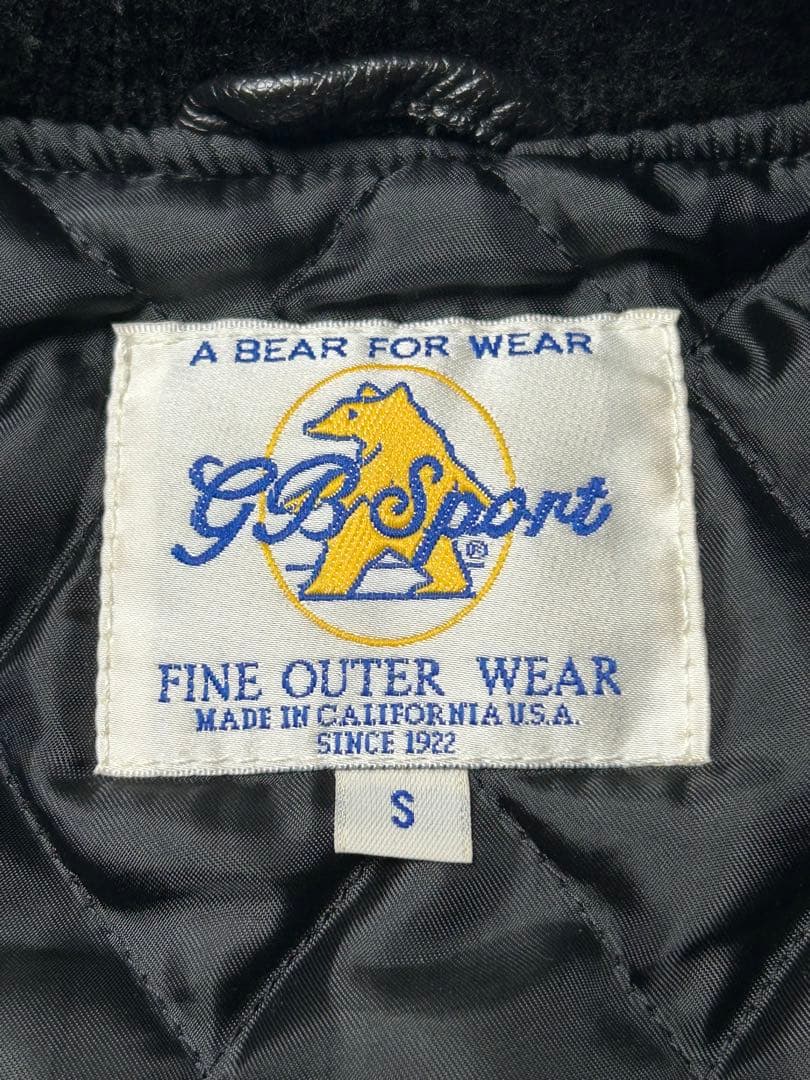 A BEAR FOR WEAR
GB Sport
®
FINE OUTER WEAR
MADE IN CALIFORNIA U.S.A.
SINCE 1922
S